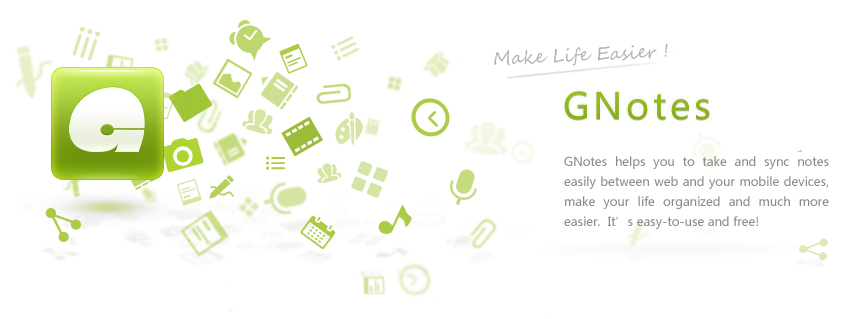 Make Life Easier !
GNotes
GNotes helps you to take and sync notes
easily between web and your mobile devices,
make your life organized and much more
easier. It’s easy-to-use and free!